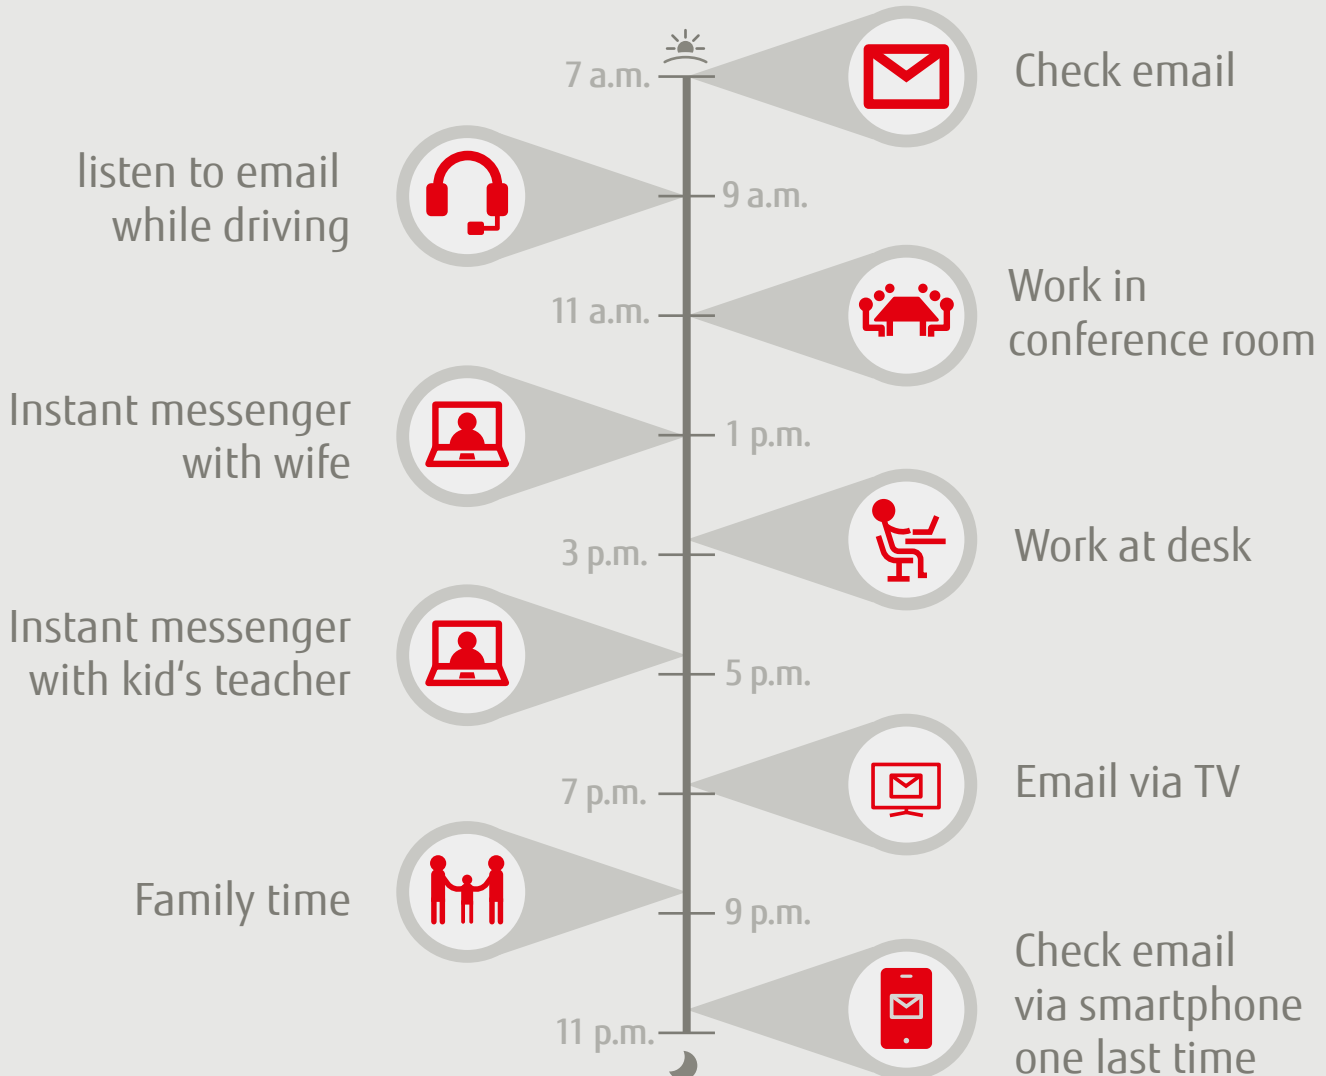 7 a.m.
Check email
listen to email
while driving
9 a.m.
11 a.m.
Work in
conference room
Instant messenger
with wife
1 p.m.
3 p.m.
Work at desk
Instant messenger
with kid‘s teacher
5 p.m.
7 p.m.
Email via TV
Family time
9 p.m.
11 p.m.
Check email
via smartphone
one last time